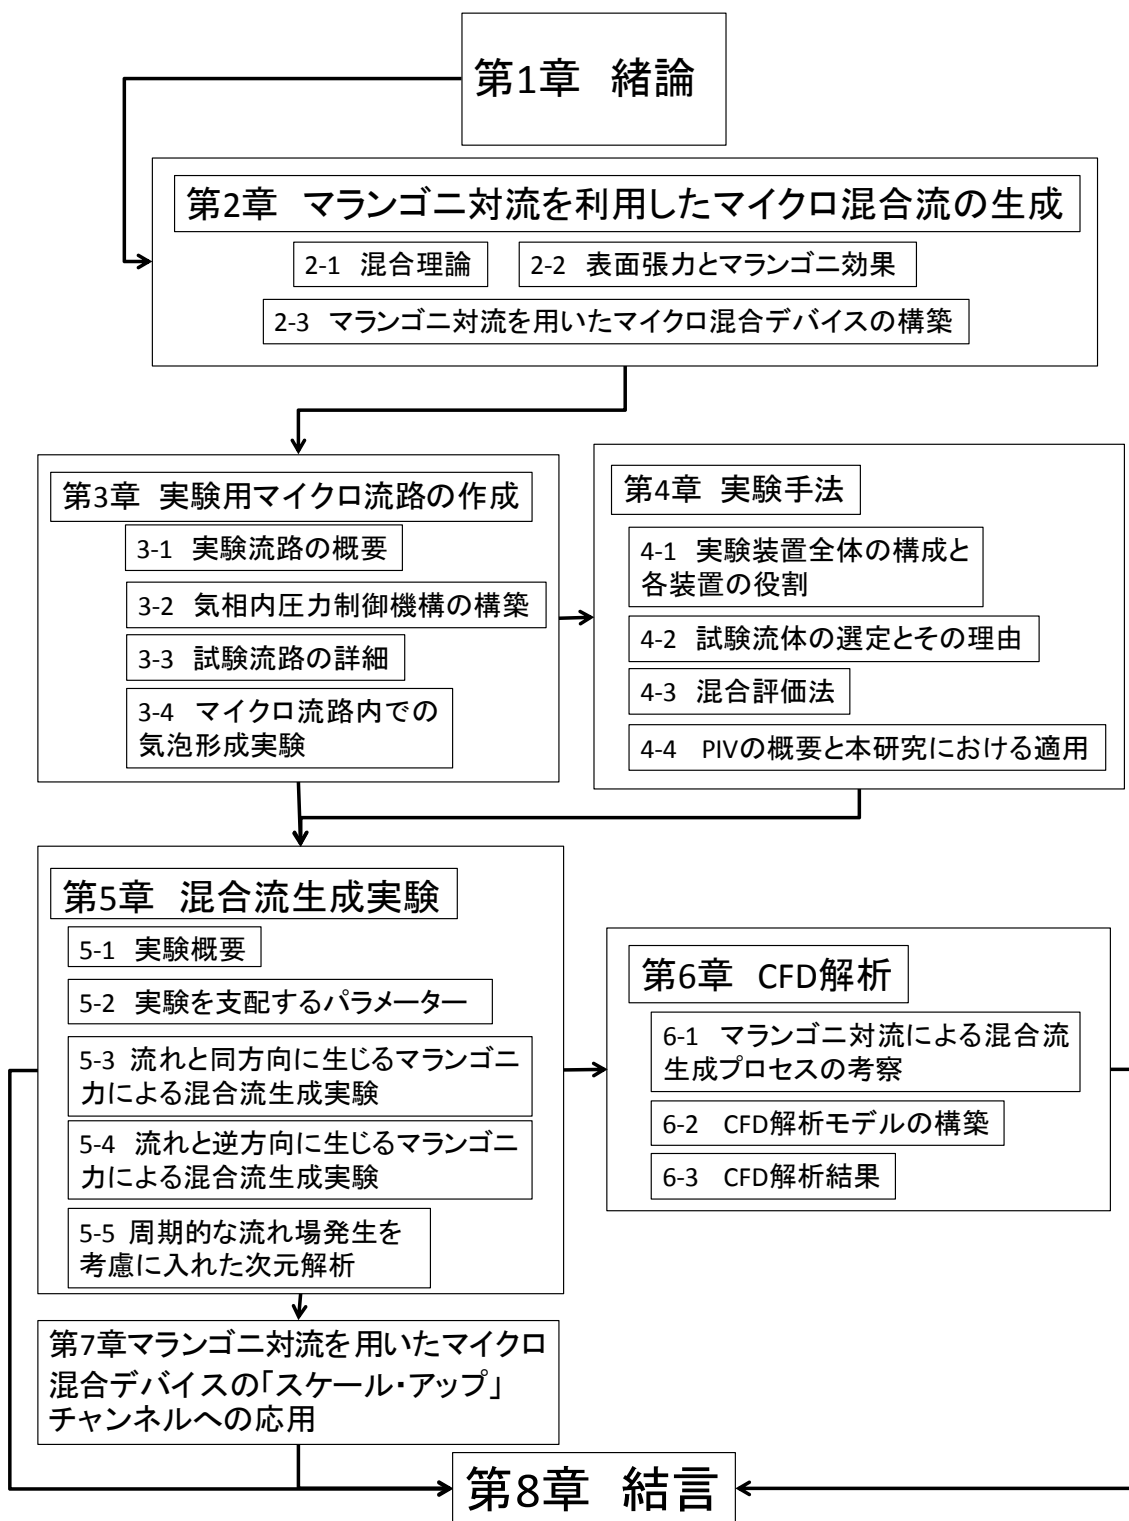 第1章　緒論
第2章　マランゴニ対流を利用したマイクロ混合流の生成
2-1　混合理論
2-2　表面張力とマランゴニ効果
2-3　マランゴニ対流を用いたマイクロ混合デバイスの構築
第3章　実験用マイクロ流路の作成
3-1　実験流路の概要
3-2　気相内圧力制御機構の構築
3-3　試験流路の詳細
3-4　マイクロ流路内での
気泡形成実験
第4章　実験手法
4-1　実験装置全体の構成と
各装置の役割
4-2　試験流体の選定とその理由
4-3　混合評価法
4-4　PIVの概要と本研究における適用
第5章　混合流生成実験
5-1　実験概要
5-2　実験を支配するパラメーター
5-3　流れと同方向に生じるマランゴニ
力による混合流生成実験
5-4　流れと逆方向に生じるマランゴニ
力による混合流生成実験
5-5 周期的な流れ場発生を
考慮に入れた次元解析
第6章　CFD解析
6-1　マランゴニ対流による混合流
生成プロセスの考察
6-2　CFD解析モデルの構築
6-3　CFD解析結果
第7章マランゴニ対流を用いたマイクロ
混合デバイスの「スケール・アップ」
チャンネルへの応用
第8章　結言